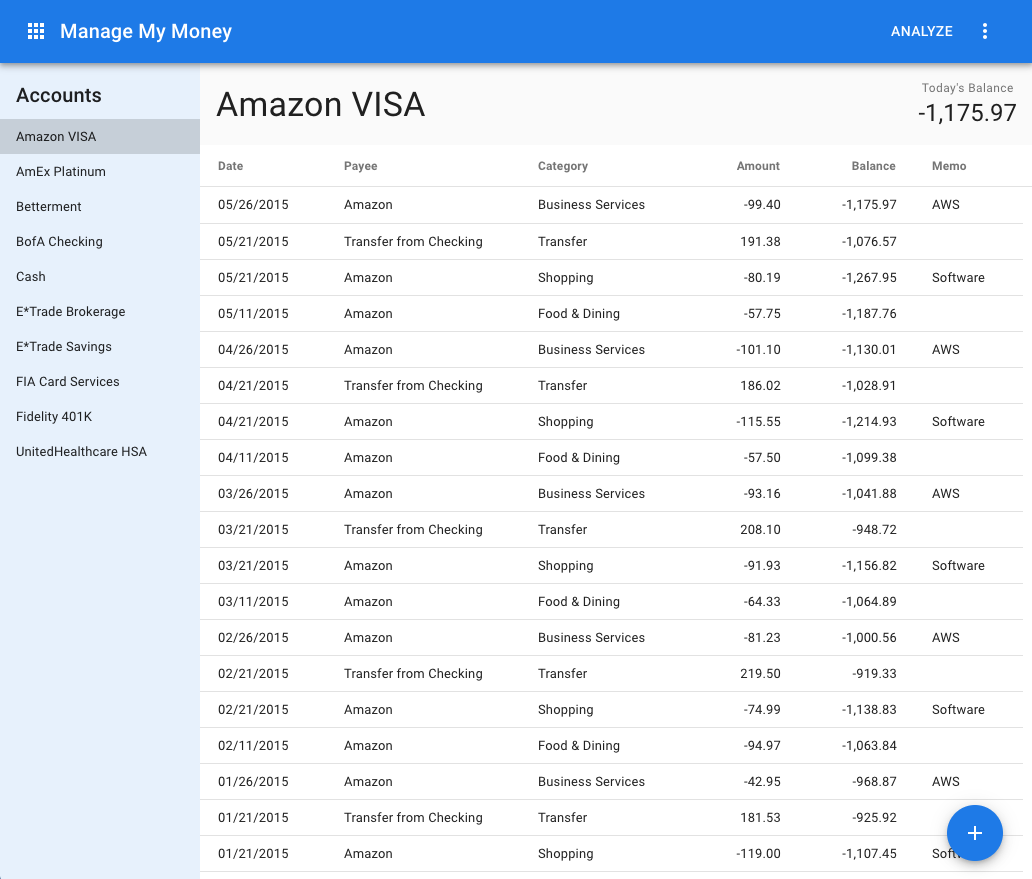 Manage My Money ANALYZE
Accounts
Amazon VISA
AmEx Platinum
Betterment
BofA Checking
Cash
E*Trade Brokerage
E*Trade Savings
FIA Card Services
Fidelity 401K
UnitedHealthcare HSA
Amazon VISA
Today's Balance
-1,175.97
Date Payee Category Amount Balance Memo
05/26/2015 Amazon Business Services -99.40 -1,175.97 AWS
05/21/2015 Transfer from Checking Transfer 191.38 -1,076.57
05/21/2015 Amazon Shopping -80.19 -1,267.95 Software
05/11/2015 Amazon Food & Dining -57.75 -1,187.76
04/26/2015 Amazon Business Services -101.10 -1,130.01 AWS
04/21/2015 Transfer from Checking Transfer 186.02 -1,028.91
04/21/2015 Amazon Shopping -115.55 -1,214.93 Software
04/11/2015 Amazon Food & Dining -57.50 -1,099.38
03/26/2015 Amazon Business Services -93.16 -1,041.88 AWS
03/21/2015 Transfer from Checking Transfer 208.10 -948.72
03/21/2015 Amazon Shopping -91.93 -1,156.82 Software
03/11/2015 Amazon Food & Dining -64.33 -1,064.89
02/26/2015 Amazon Business Services -81.23 -1,000.56 AWS
02/21/2015 Transfer from Checking Transfer 219.50 -919.33
02/21/2015 Amazon Shopping -74.99 -1,138.83 Software
02/11/2015 Amazon Food & Dining -94.97 -1,063.84
01/26/2015 Amazon Business Services -42.95 -968.87 AWS
01/21/2015 Transfer from Checking Transfer 181.53 -925.92
01/21/2015 Amazon Shopping -119.00 -1,107.45